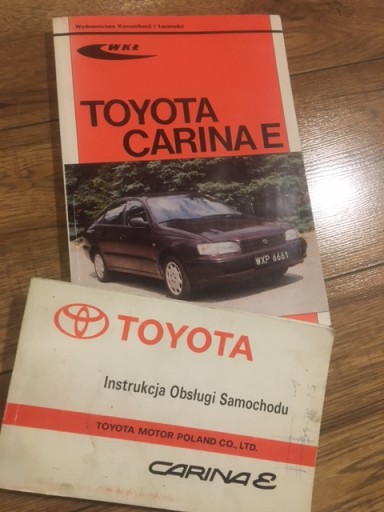 Wydawnictwa Komunikacji i Łączności
WKŁ
TOYOTA
CARINA E
WXP 6661
TOYOTA
Instrukcja Obsługi Samochodu
TOYOTA MOTOR POLAND CO., LTD.
CARINA E